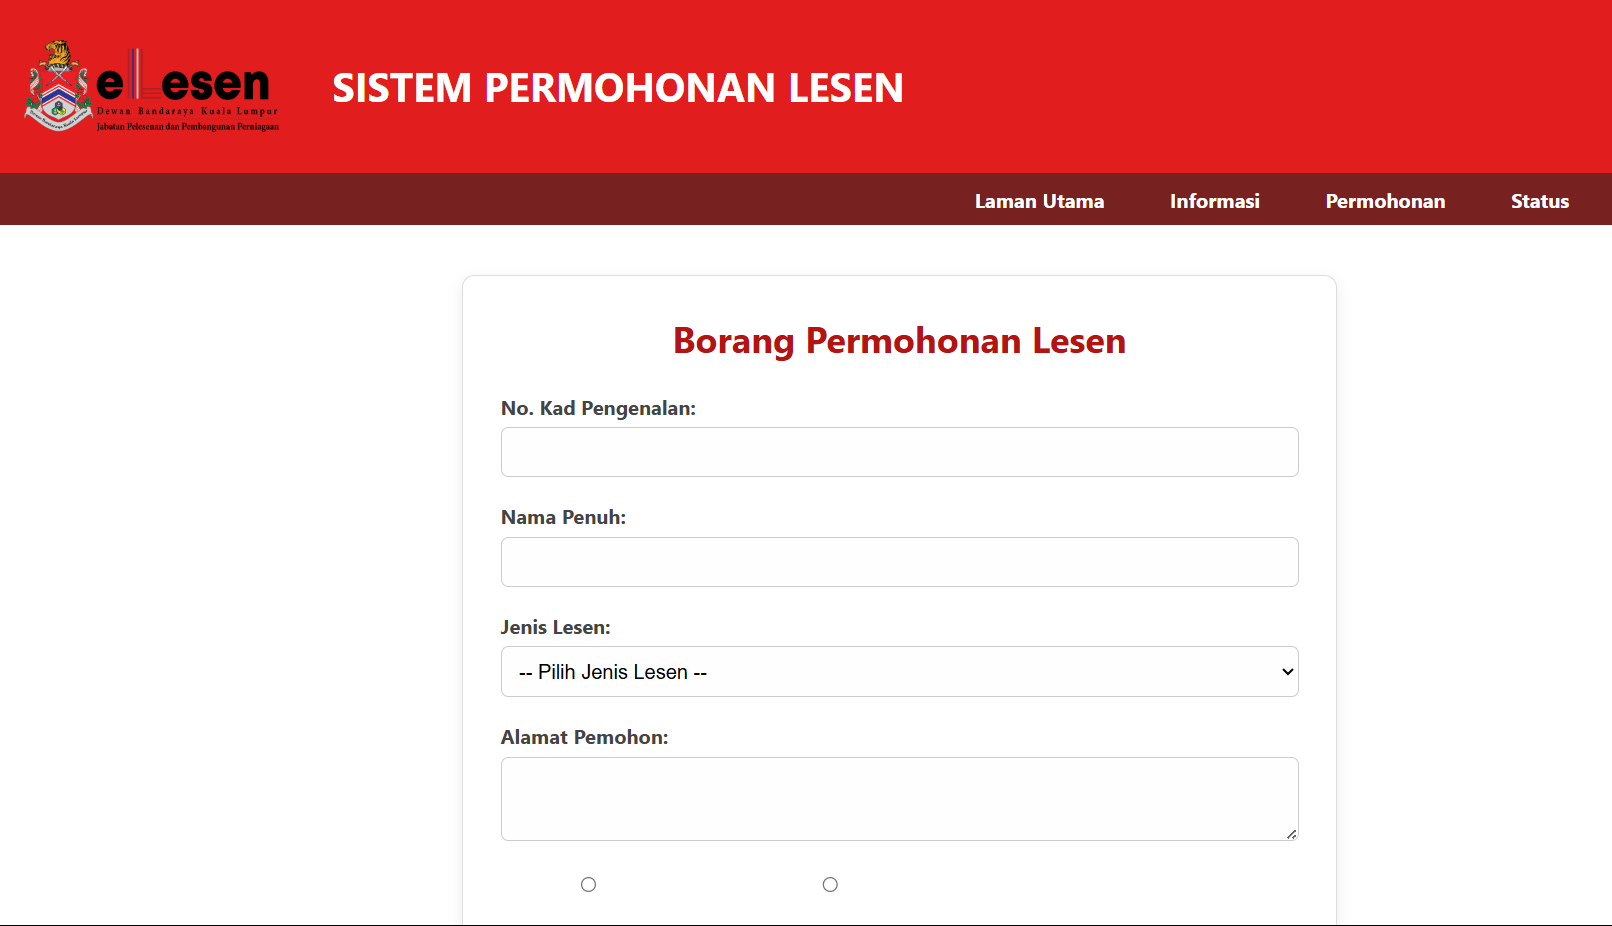 eLesen
Dewan Bandaraya Kuala Lumpur
Jabatan Pelesenan dan Pembangunan Perniagaan
SISTEM PERMOHONAN LESEN
Laman Utama
Informasi
Permohonan
Status
Borang Permohonan Lesen
No. Kad Pengenalan:
Nama Penuh:
Jenis Lesen:
-- Pilih Jenis Lesen --
Alamat Pemohon: